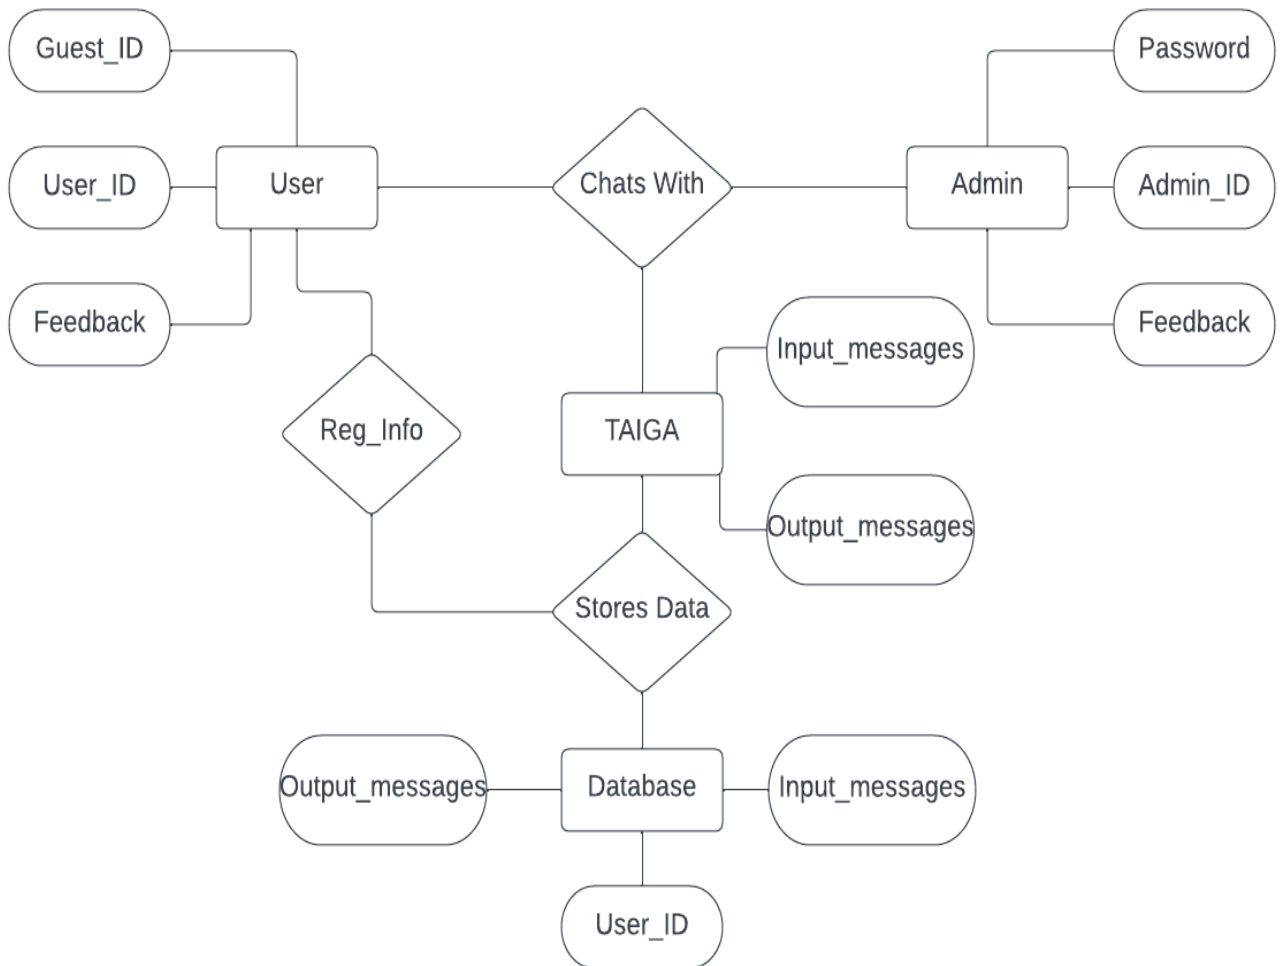 Guest_ID
Password
User_ID
User
Chats With
Admin
Admin_ID
Feedback
Feedback
Input_messages
Reg_Info
TAIGA
Output_messages
Stores Data
Output_messages
Database
Input_messages
User_ID